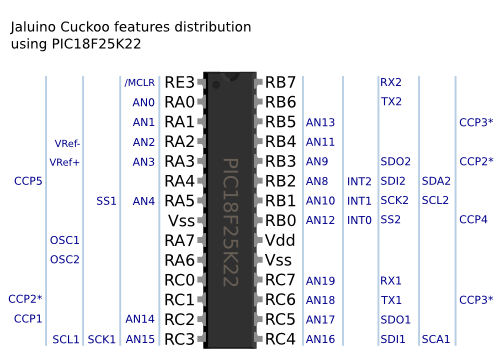 Jaluino Cuckoo features distribution
using PIC18F25K22
/MCLR RE3 RB7 RX2
AN0 RA0 RB6 TX2
AN1 RA1 RB5 AN13 CCP3*
VRef- AN2 RA2 RB4 AN11
VRef+ AN3 RA3 RB3 AN9 SDO2 CCP2*
CCP5 RA4 RB2 AN8 INT2 SDI2 SDA2
SS1 AN4 RA5 RB1 AN10 INT1 SCK2 SCL2
Vss RB0 AN12 INT0 SS2 CCP4
OSC1 RA7 Vdd
OSC2 RA6 Vss
RC0 RC7 AN19 RX1
CCP2* RC1 RC6 AN18 TX1 CCP3*
CCP1 AN14 RC2 RC5 AN17 SDO1
SCL1 SCK1 AN15 RC3 RC4 AN16 SDI1 SCA1
PIC18F25K22